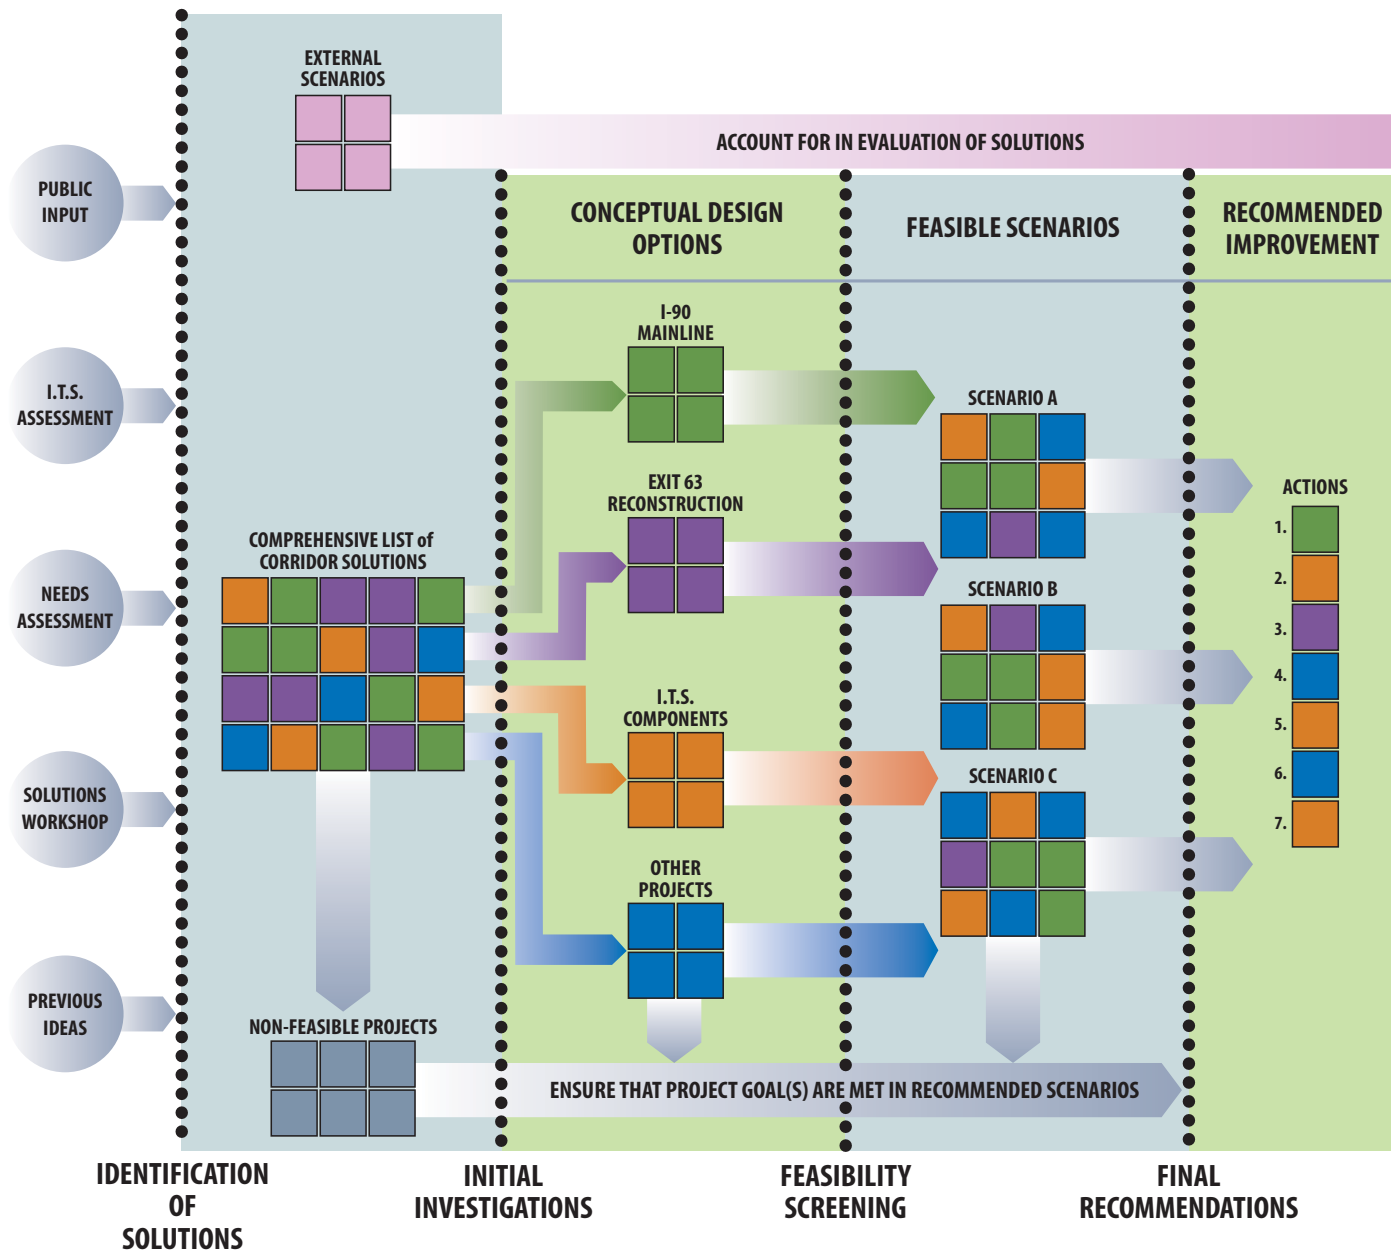 EXTERNAL
SCENARIOS
ACCOUNT FOR IN EVALUATION OF SOLUTIONS
PUBLIC
INPUT
I.T.S.
ASSESSMENT
NEEDS
ASSESSMENT
SOLUTIONS
WORKSHOP
PREVIOUS
IDEAS
COMPREHENSIVE LIST of
CORRIDOR SOLUTIONS
NON-FEASIBLE PROJECTS
CONCEPTUAL DESIGN
OPTIONS
I-90
MAINLINE
EXIT 63
RECONSTRUCTION
I.T.S.
COMPONENTS
OTHER
PROJECTS
FEASIBLE SCENARIOS
SCENARIO A
SCENARIO B
SCENARIO C
RECOMMENDED
IMPROVEMENT
ACTIONS
1.
2.
3.
4.
5.
6.
7.
ENSURE THAT PROJECT GOAL(S) ARE MET IN RECOMMENDED SCENARIOS
IDENTIFICATION
OF
SOLUTIONS
INITIAL
INVESTIGATIONS
FEASIBILITY
SCREENING
FINAL
RECOMMENDATIONS